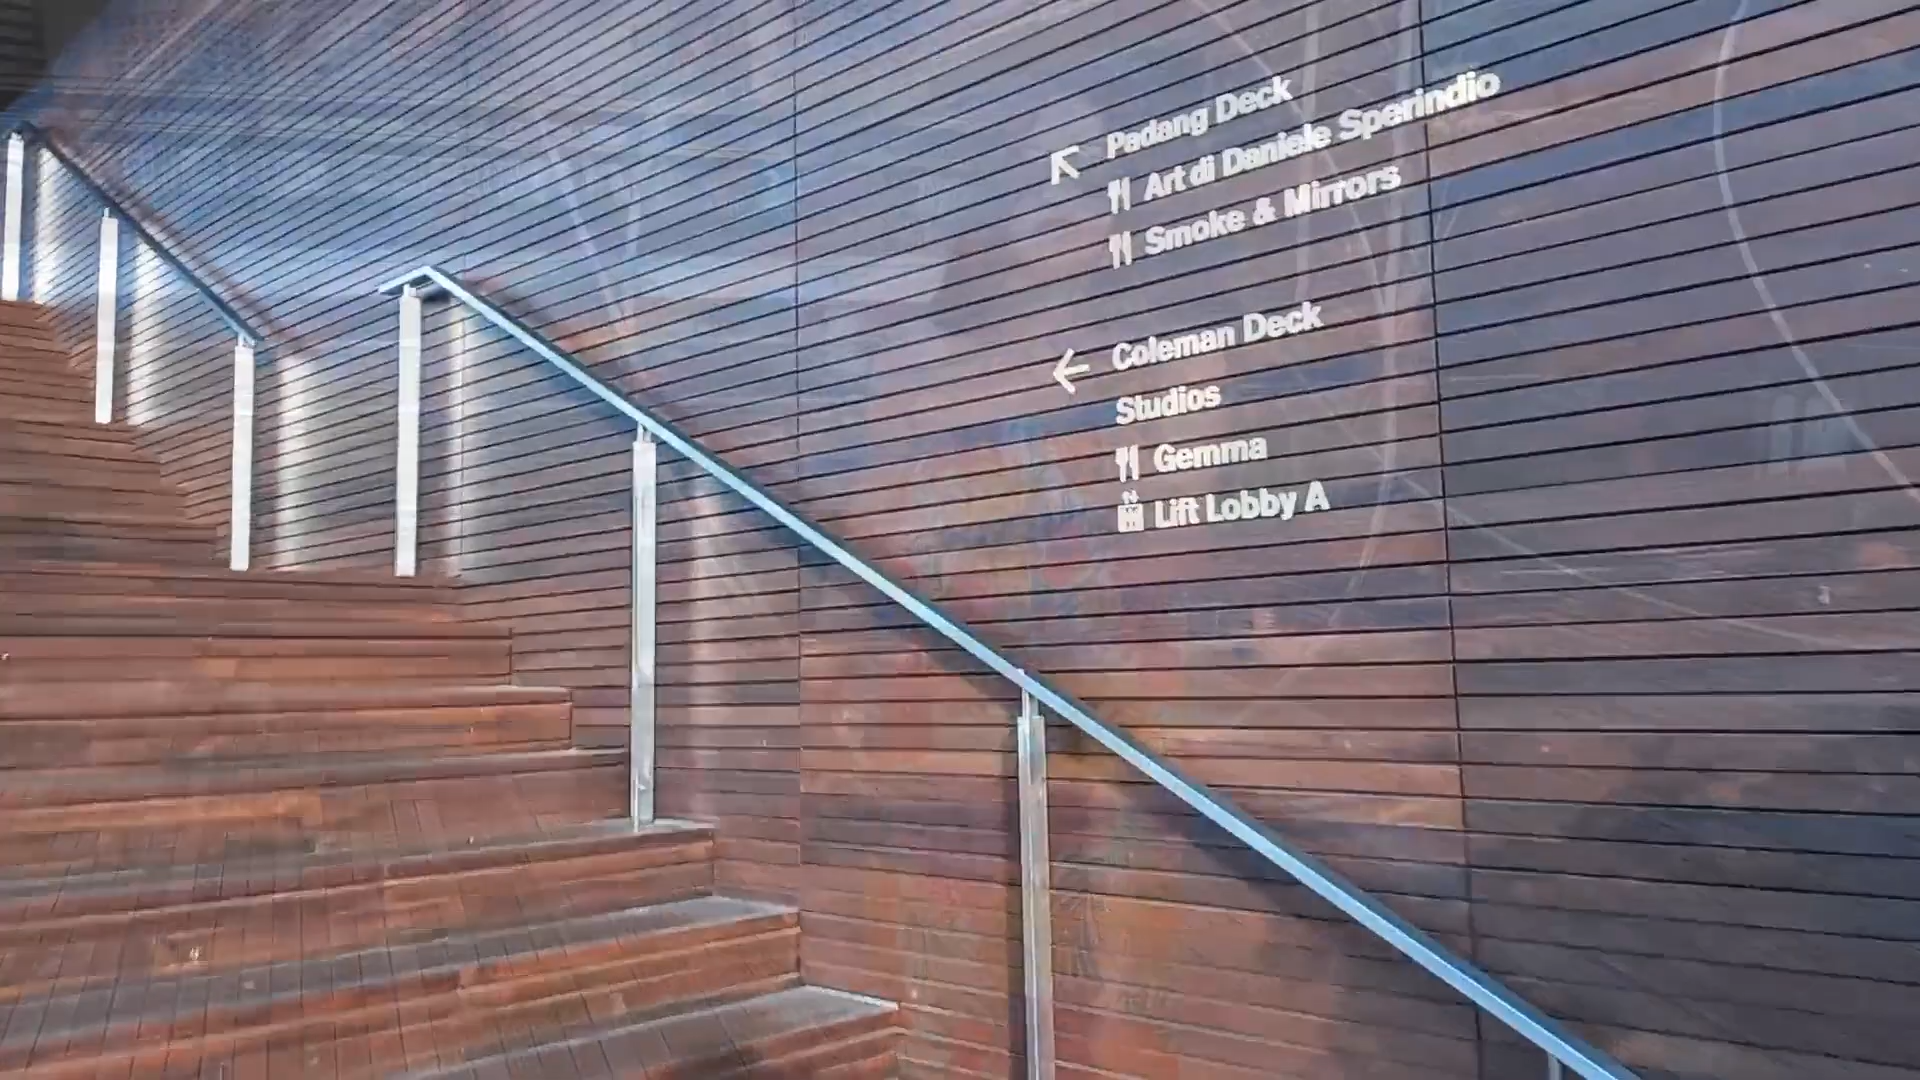 Padang Deck
Art di Daniele Sperindio
Smoke & Mirrors
Coleman Deck
Studios
Gemma
Lift Lobby A